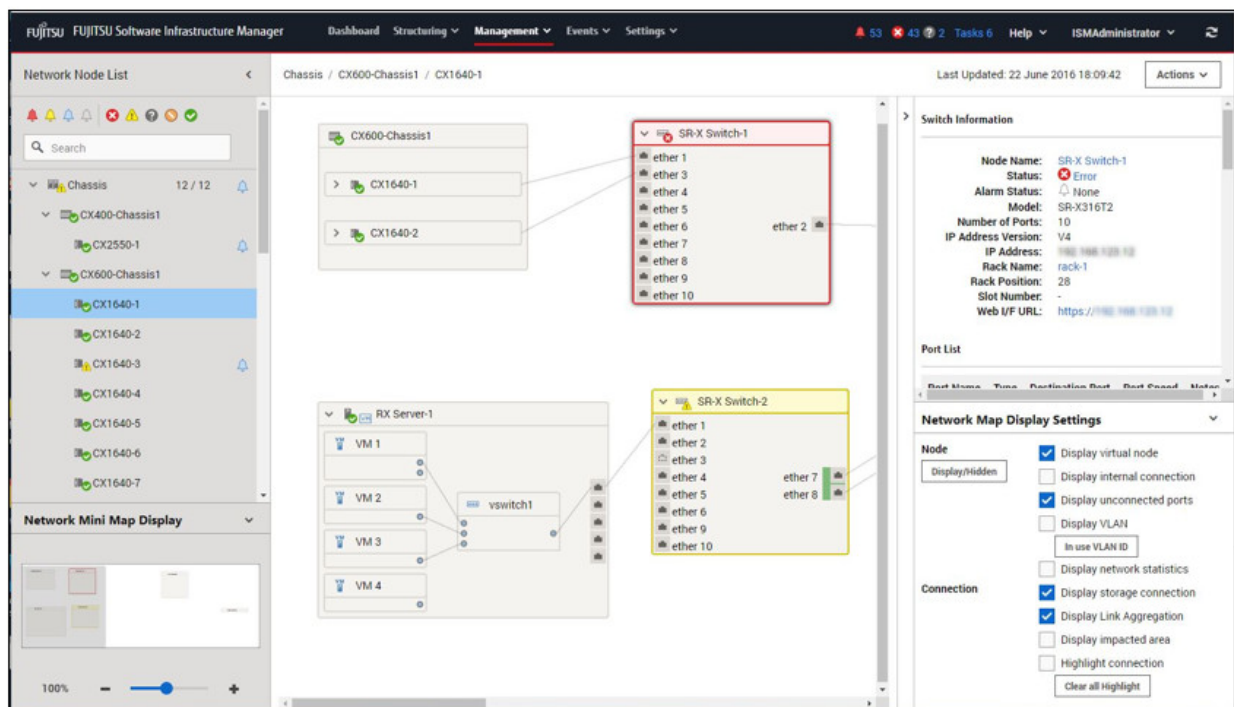 FUJITSU FUJITSU Software Infrastructure Manager Dashboard Structuring Management Events Settings 53 43 2 Tasks 6 Help ISMAdministrator
Network Node List
Chassis / CX600-Chassis1 / CX1640-1
Last Updated: 22 June 2016 18:09:42
Actions
Search
Chassis 12 / 12
CX400-Chassis1
CX2550-1
CX600-Chassis1
CX1640-1
CX1640-2
CX1640-3
CX1640-4
CX1640-5
CX1640-6
CX1640-7
Network Mini Map Display
100%
CX600-Chassis1
CX1640-1
CX1640-2
SR-X Switch-1
ether 1
ether 3
ether 4
ether 5
ether 6
ether 7
ether 8
ether 9
ether 10
ether 2
RX Server-1
VM 1
VM 2
VM 3
VM 4
vswitch1
SR-X Switch-2
ether 1
ether 2
ether 3
ether 4
ether 5
ether 6
ether 9
ether 10
ether 7
ether 8
Switch Information
Node Name: SR-X Switch-1
Status: Error
Alarm Status: None
Model: SR-X316T2
Number of Ports: 10
IP Address Version: V4
IP Address:
Rack Name: rack-1
Rack Position: 28
Slot Number: -
Web I/F URL: https://
Port List
Port Name Type Destination Port Port Speed Notes
Network Map Display Settings
Node
Display/Hidden
Display virtual node
Display internal connection
Display unconnected ports
Display VLAN
In use VLAN ID
Display network statistics
Connection
Display storage connection
Display Link Aggregation
Display impacted area
Highlight connection
Clear all Highlight